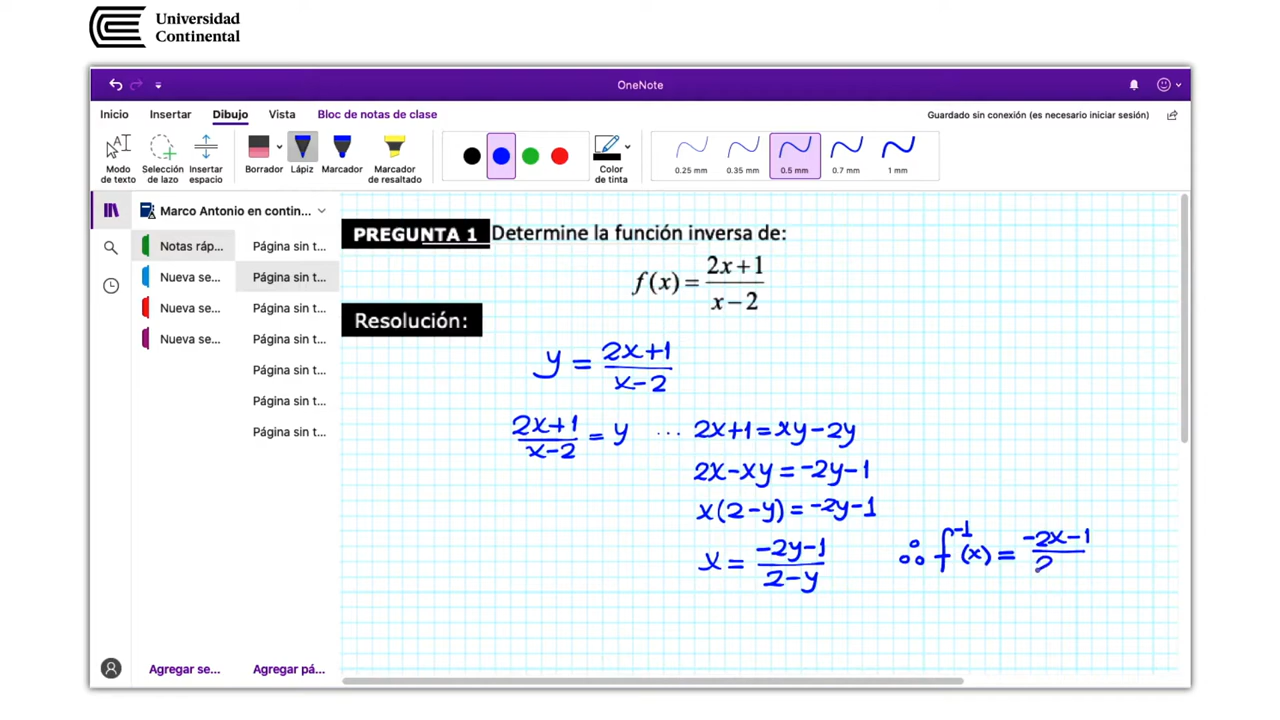 Universidad
Continental
OneNote
Inicio Insertar Dibujo Vista Bloc de notas de clase
Guardado sin conexión (es necesario iniciar sesión)
Modo de texto
Selección de lazo
Insertar espacio
Borrador
Lápiz
Marcador
Marcador de resaltado
Color de tinta
0.25 mm
0.35 mm
0.5 mm
0.7 mm
1 mm
Marco Antonio en contin...
Notas ráp...
Nueva se...
Nueva se...
Nueva se...
Página sin t...
Página sin t...
Página sin t...
Página sin t...
Página sin t...
Página sin t...
Página sin t...
Agregar se...
Agregar pá...
PREGUNTA 1 Determine la función inversa de:
f(x) = (2x+1)/(x−2)
Resolución:
y = (2x+1)/(x−2)
(2x+1)/(x−2) = y ... 2x+1 = xy−2y
2x−xy = −2y−1
x(2−y) = −2y−1
x = (−2y−1)/(2−y) ∴ f⁻¹(x) = (−2x−1)/2